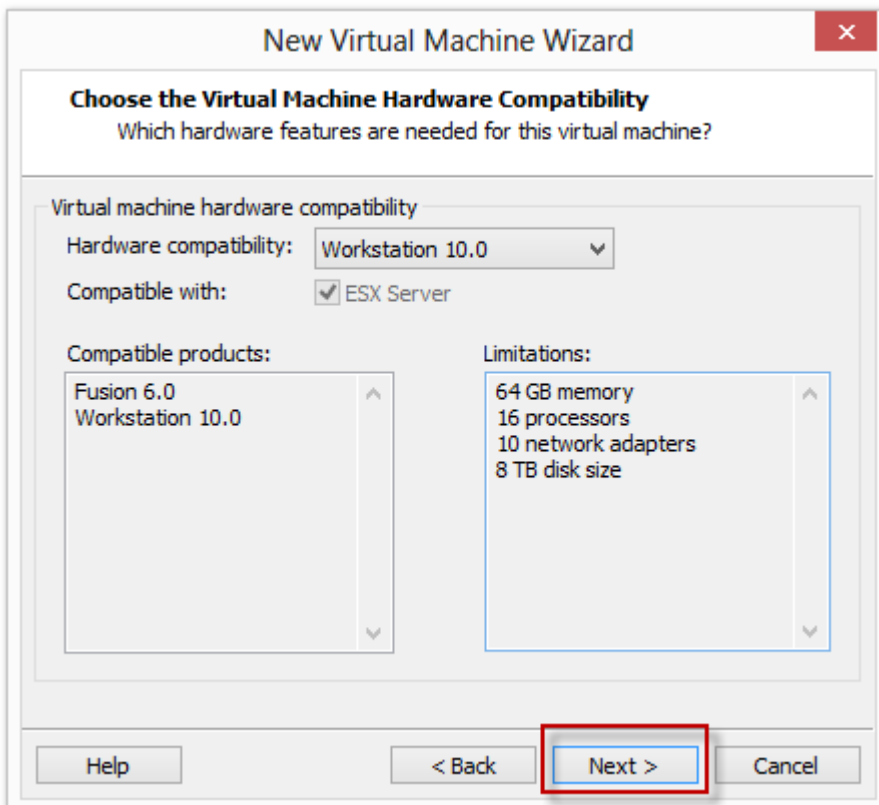 New Virtual Machine Wizard
Choose the Virtual Machine Hardware Compatibility
Which hardware features are needed for this virtual machine?
Virtual machine hardware compatibility
Hardware compatibility: Workstation 10.0
Compatible with: ESX Server
Compatible products:
Fusion 6.0
Workstation 10.0
Limitations:
64 GB memory
16 processors
10 network adapters
8 TB disk size
Help < Back Next > Cancel